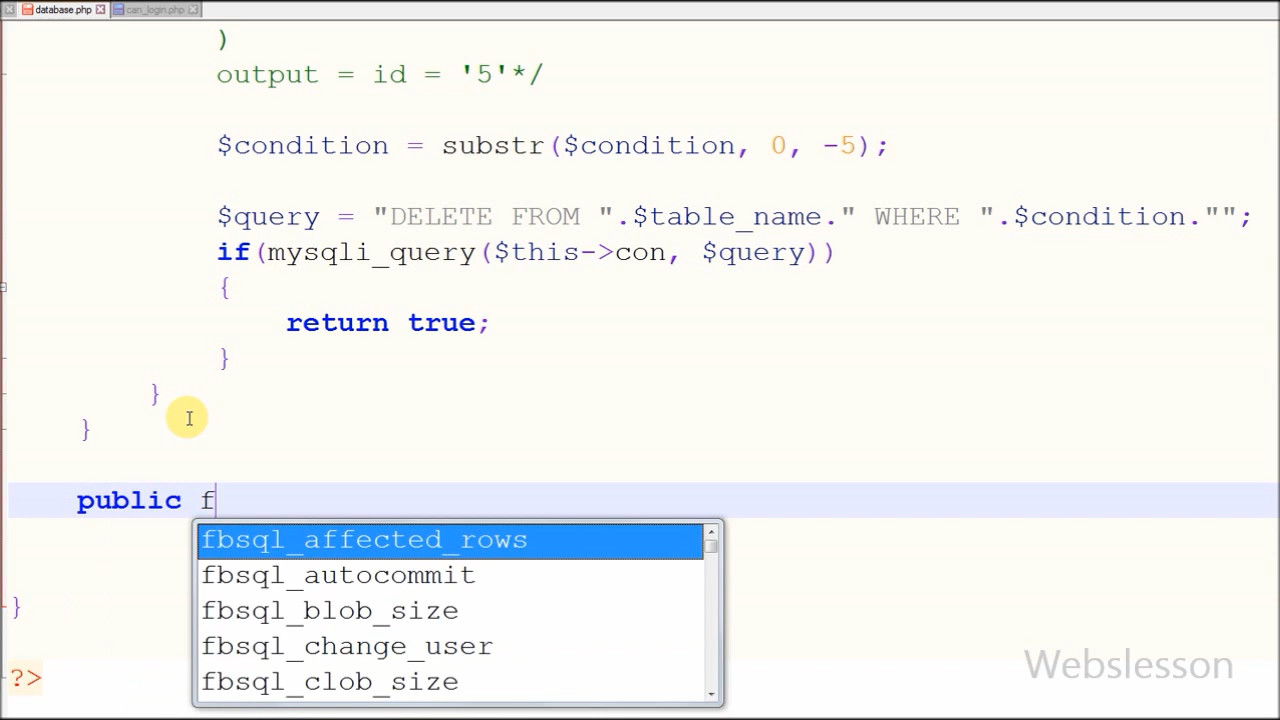 database.php can_login.php
)
output = id = '5'*/
$condition = substr($condition, 0, -5);
$query = "DELETE FROM ".$table_name." WHERE ".$condition."";
if(mysqli_query($this->con, $query))
{
return true;
}
}
}
public f
fbsql_affected_rows
fbsql_autocommit
fbsql_blob_size
fbsql_change_user
fbsql_clob_size
}
?>
Webslesson